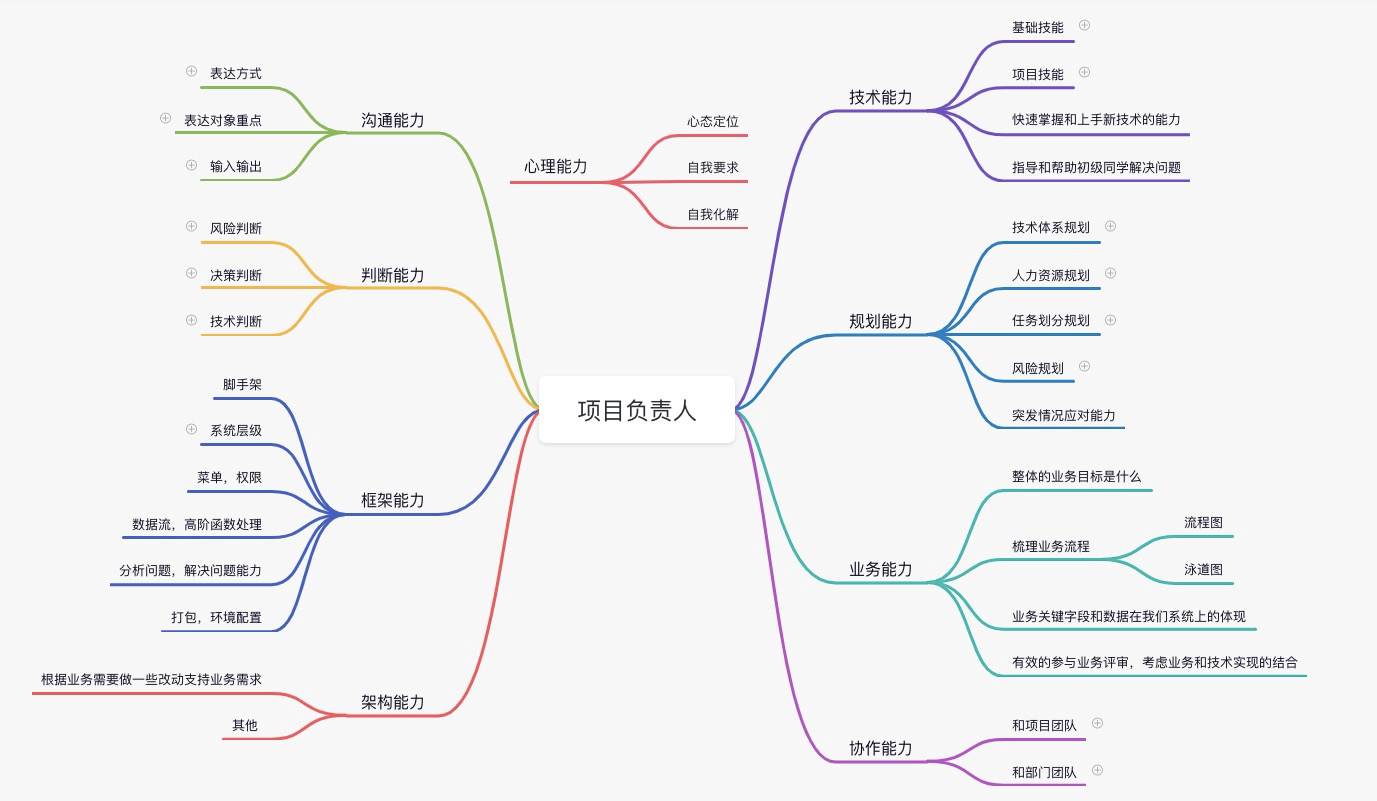 项目负责人
技术能力
基础技能
项目技能
快速掌握和上手新技术的能力
指导和帮助初级同学解决问题
规划能力
技术体系规划
人力资源规划
任务划分规划
风险规划
突发情况应对能力
业务能力
整体的业务目标是什么
梳理业务流程
流程图
泳道图
业务关键字段和数据在我们系统上的体现
有效的参与业务评审，考虑业务和技术实现的结合
协作能力
和项目团队
和部门团队
沟通能力
表达方式
表达对象重点
输入输出
判断能力
风险判断
决策判断
技术判断
框架能力
脚手架
系统层级
菜单，权限
数据流，高阶函数处理
分析问题，解决问题能力
打包，环境配置
架构能力
根据业务需要做一些改动支持业务需求
其他
心理能力
心态定位
自我要求
自我化解